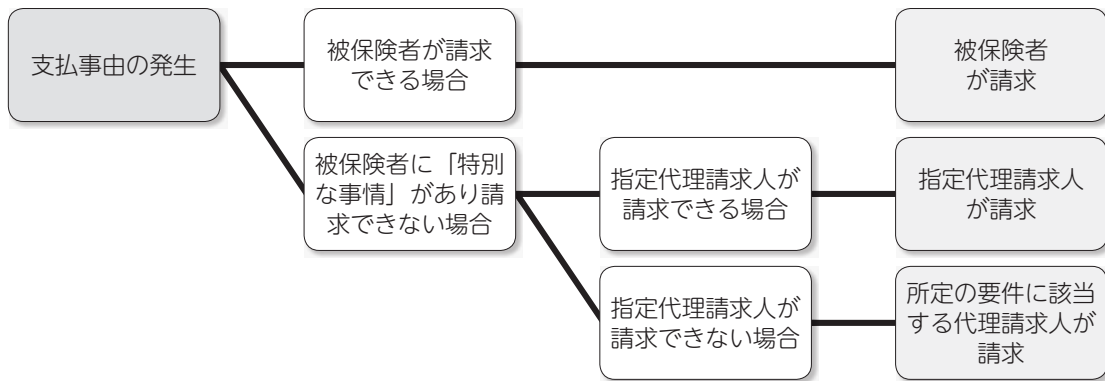 支払事由の発生
被保険者が請求
できる場合
被保険者
が請求
被保険者に「特別
な事情」があり請
求できない場合
指定代理請求人が
請求できる場合
指定代理請求人
が請求
指定代理請求人が
請求できない場合
所定の要件に該当
する代理請求人が
請求